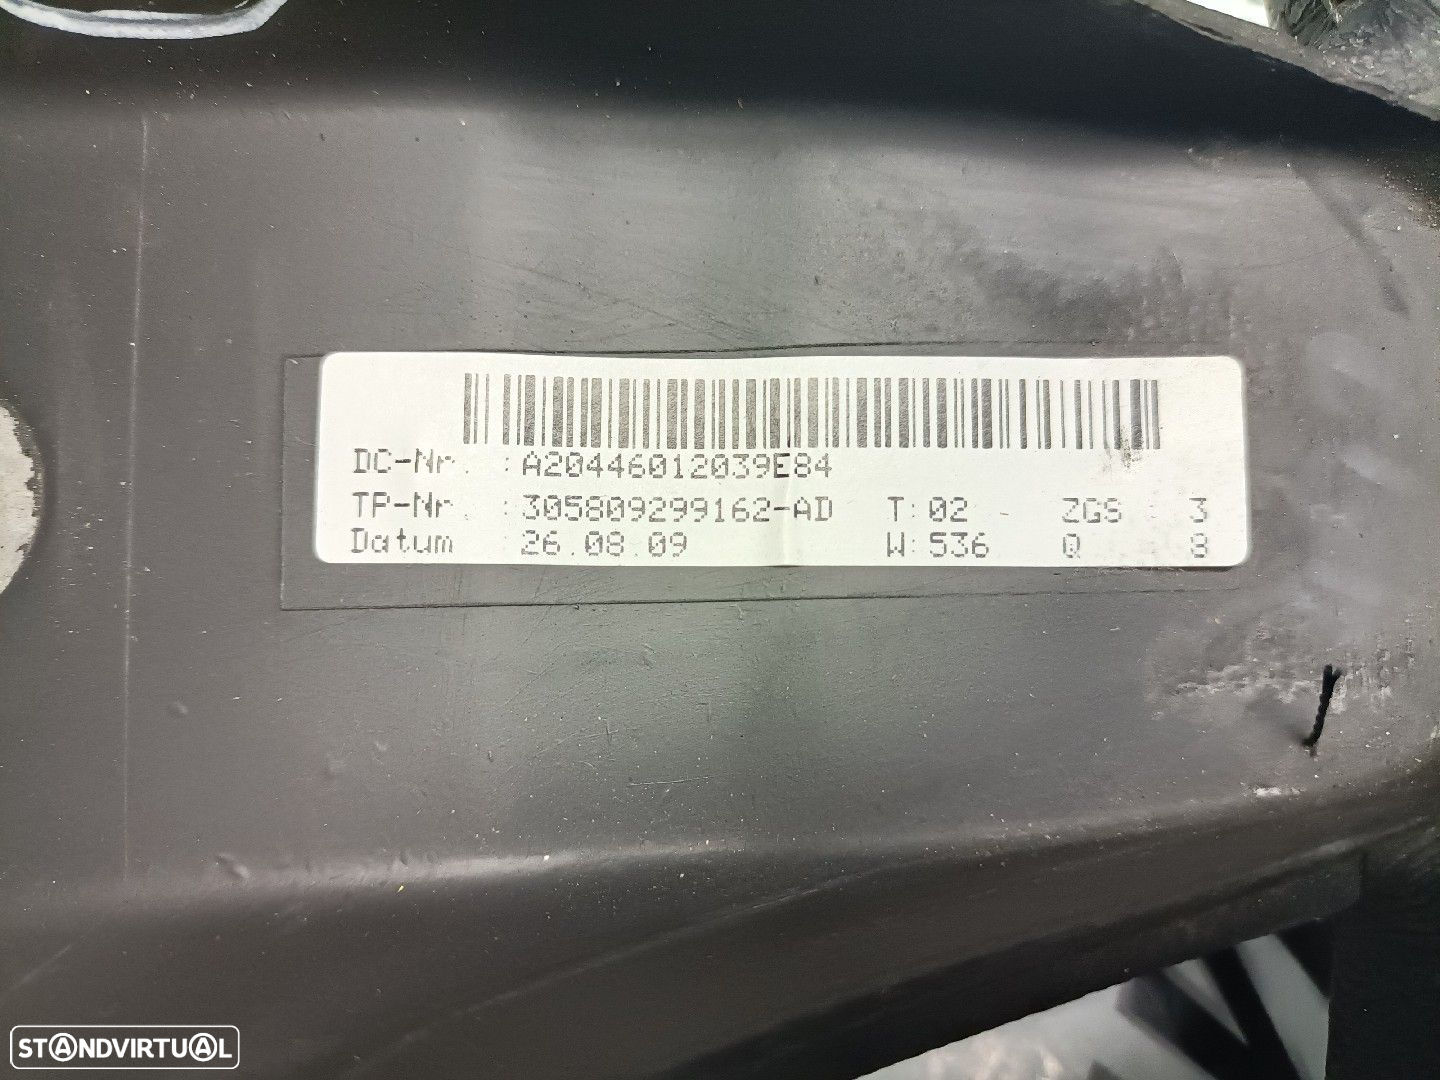 DC-Nr. :A20446012039E84
TP-Nr. :305809299162-AD T:02 ZGS : 3
Datum :26.08.09 W:536 Q : 8
STANDVIRTUAL